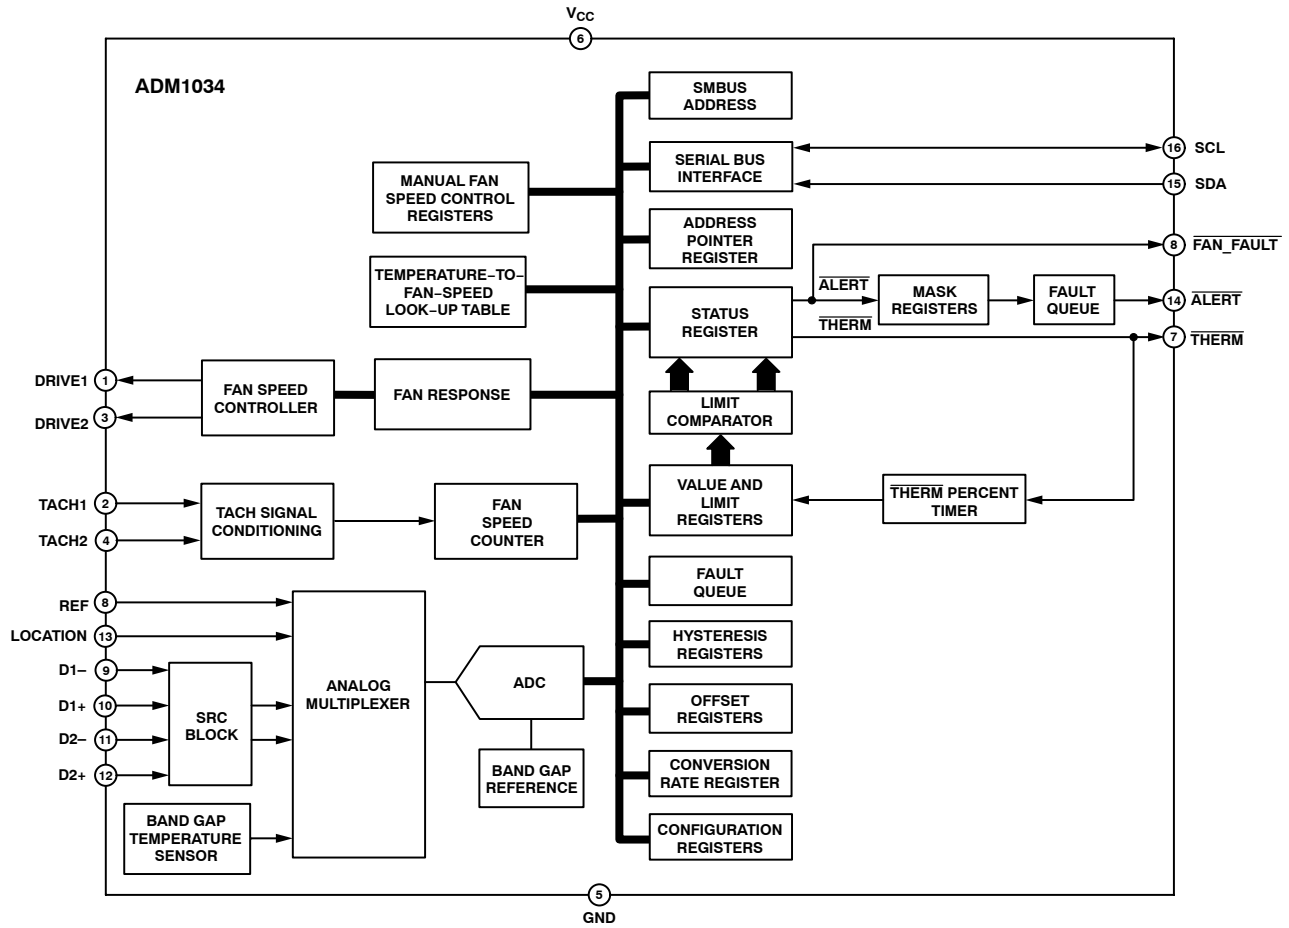 VCC
6
ADM1034
SMBUS
ADDRESS
SERIAL BUS
INTERFACE
16 SCL
15 SDA
MANUAL FAN
SPEED CONTROL
REGISTERS
ADDRESS
POINTER
REGISTER
8 FAN_FAULT
TEMPERATURE–TO–
FAN–SPEED
LOOK–UP TABLE
STATUS
REGISTER
ALERT
THERM
MASK
REGISTERS
FAULT
QUEUE
14 ALERT
7 THERM
DRIVE1 1
DRIVE2 3
FAN SPEED
CONTROLLER
FAN RESPONSE
LIMIT
COMPARATOR
TACH1 2
TACH2 4
TACH SIGNAL
CONDITIONING
FAN
SPEED
COUNTER
VALUE AND
LIMIT
REGISTERS
THERM PERCENT
TIMER
FAULT
QUEUE
REF 8
LOCATION 13
D1– 9
D1+ 10
D2– 11
D2+ 12
SRC
BLOCK
ANALOG
MULTIPLEXER
ADC
BAND GAP
REFERENCE
BAND GAP
TEMPERATURE
SENSOR
HYSTERESIS
REGISTERS
OFFSET
REGISTERS
CONVERSION
RATE REGISTER
CONFIGURATION
REGISTERS
5
GND